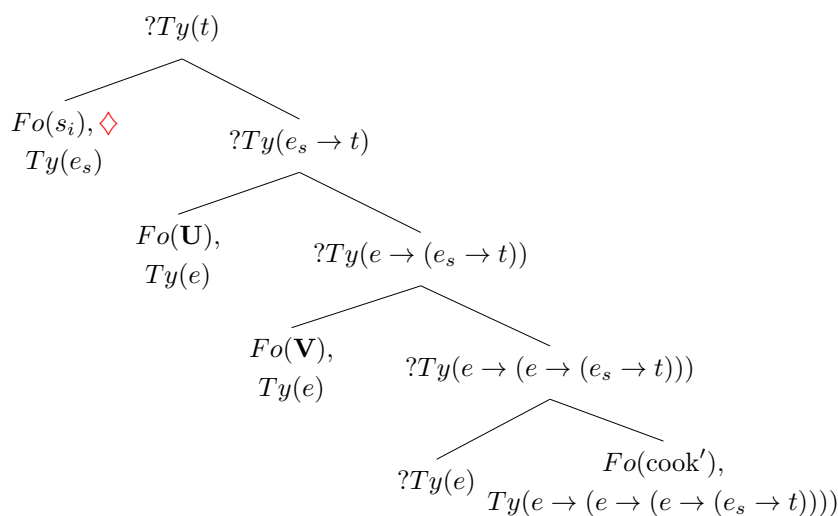 ?Ty(t)
Fo(s_i), ♢
Ty(e_s)
?Ty(e_s → t)
Fo(U),
Ty(e)
?Ty(e → (e_s → t))
Fo(V),
Ty(e)
?Ty(e → (e → (e_s → t)))
?Ty(e)
Fo(cook′),
Ty(e → (e → (e → (e_s → t))))